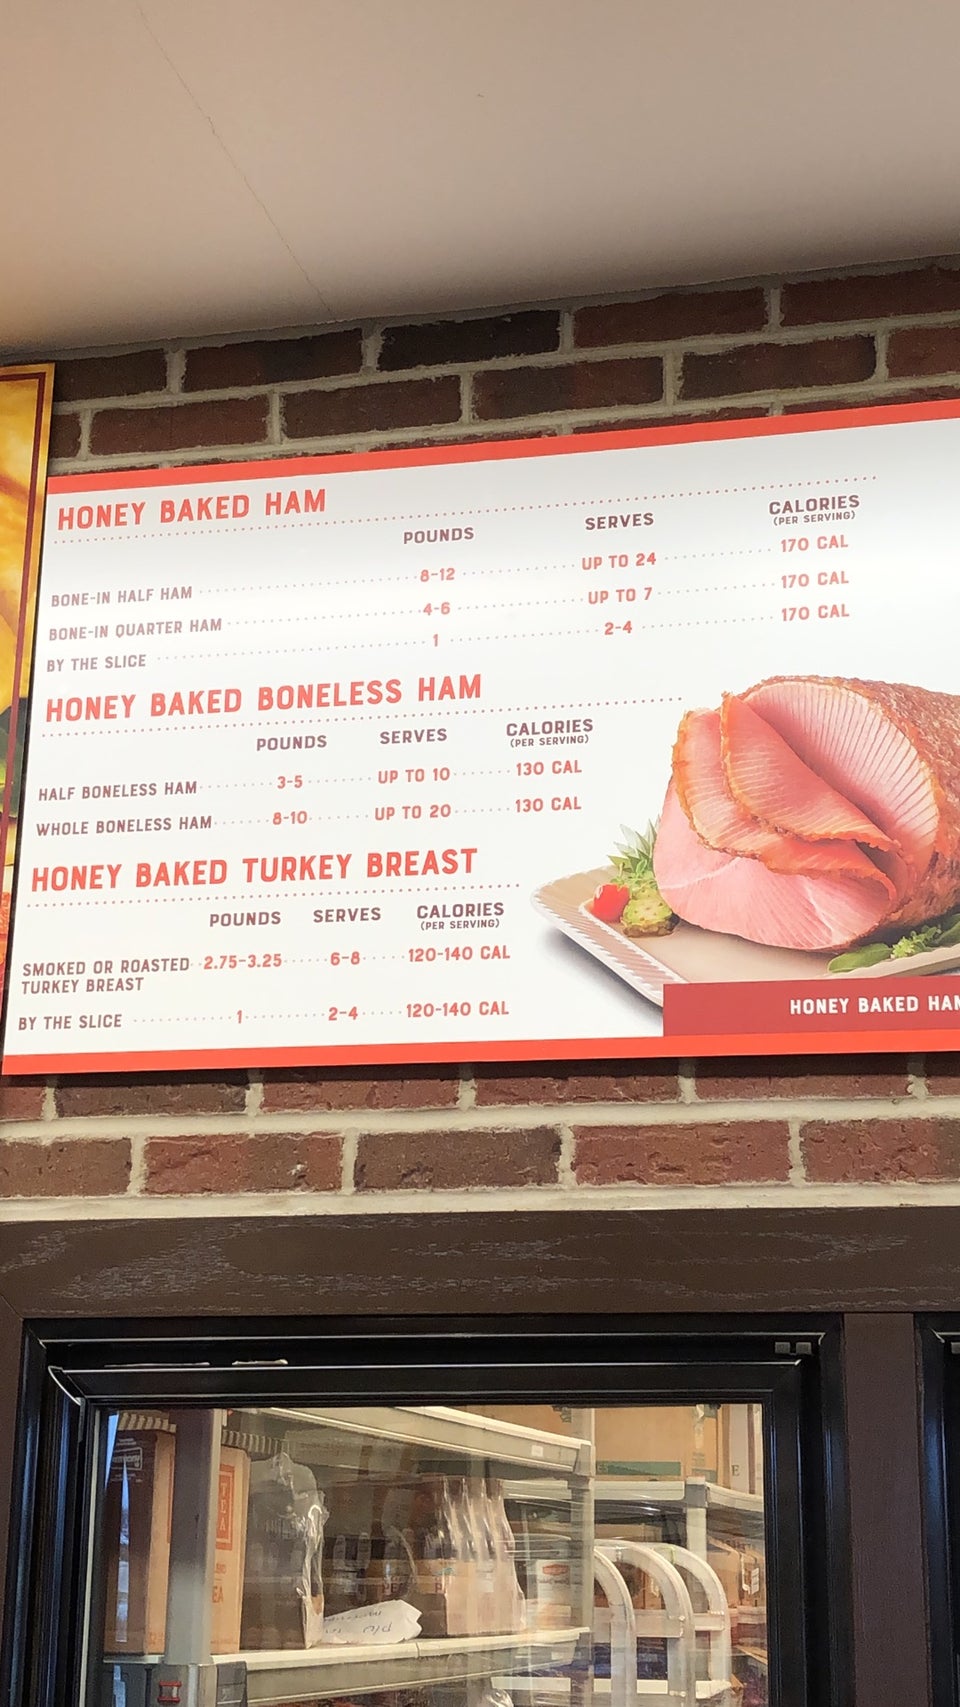 HONEY BAKED HAM
POUNDS SERVES CALORIES
(PER SERVING)
BONE-IN HALF HAM 8-12 UP TO 24 170 CAL
BONE-IN QUARTER HAM 4-6 UP TO 7 170 CAL
BY THE SLICE 1 2-4 170 CAL
HONEY BAKED BONELESS HAM
POUNDS SERVES CALORIES
(PER SERVING)
HALF BONELESS HAM 3-5 UP TO 10 130 CAL
WHOLE BONELESS HAM 8-10 UP TO 20 130 CAL
HONEY BAKED TURKEY BREAST
POUNDS SERVES CALORIES
(PER SERVING)
SMOKED OR ROASTED 2.75-3.25 6-8 120-140 CAL
TURKEY BREAST
BY THE SLICE 1 2-4 120-140 CAL
HONEY BAKED HAM